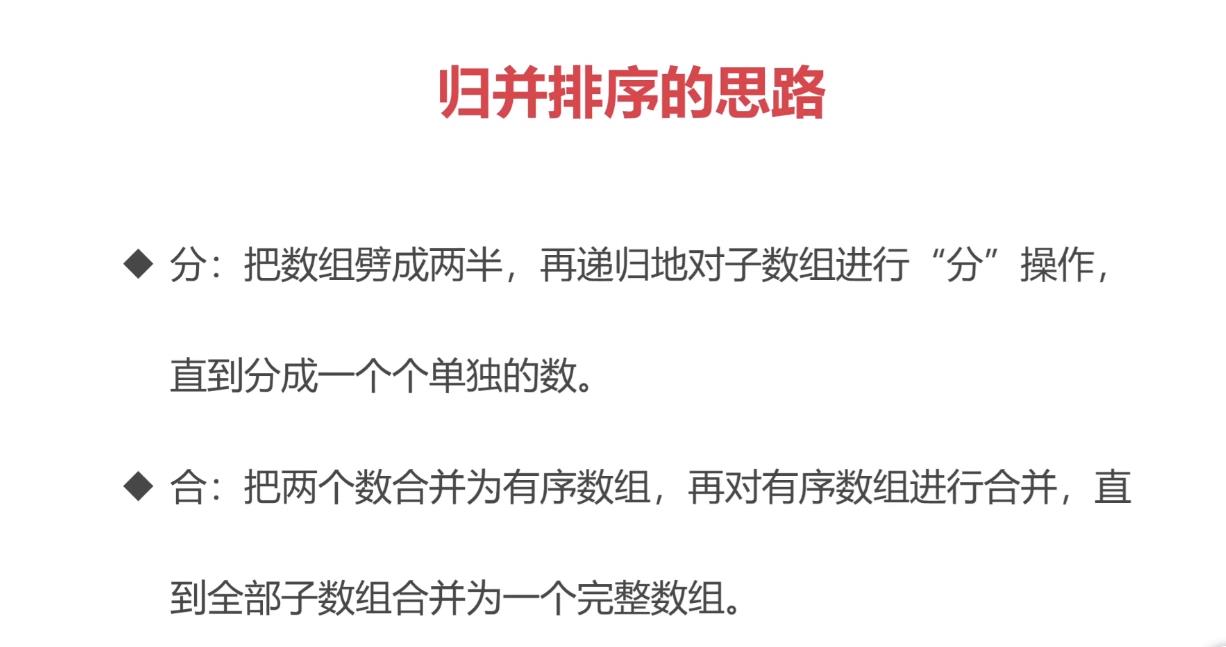 归并排序的思路
◆ 分：把数组劈成两半，再递归地对子数组进行“分”操作，
直到分成一个个单独的数。
◆ 合：把两个数合并为有序数组，再对有序数组进行合并，直
到全部子数组合并为一个完整数组。